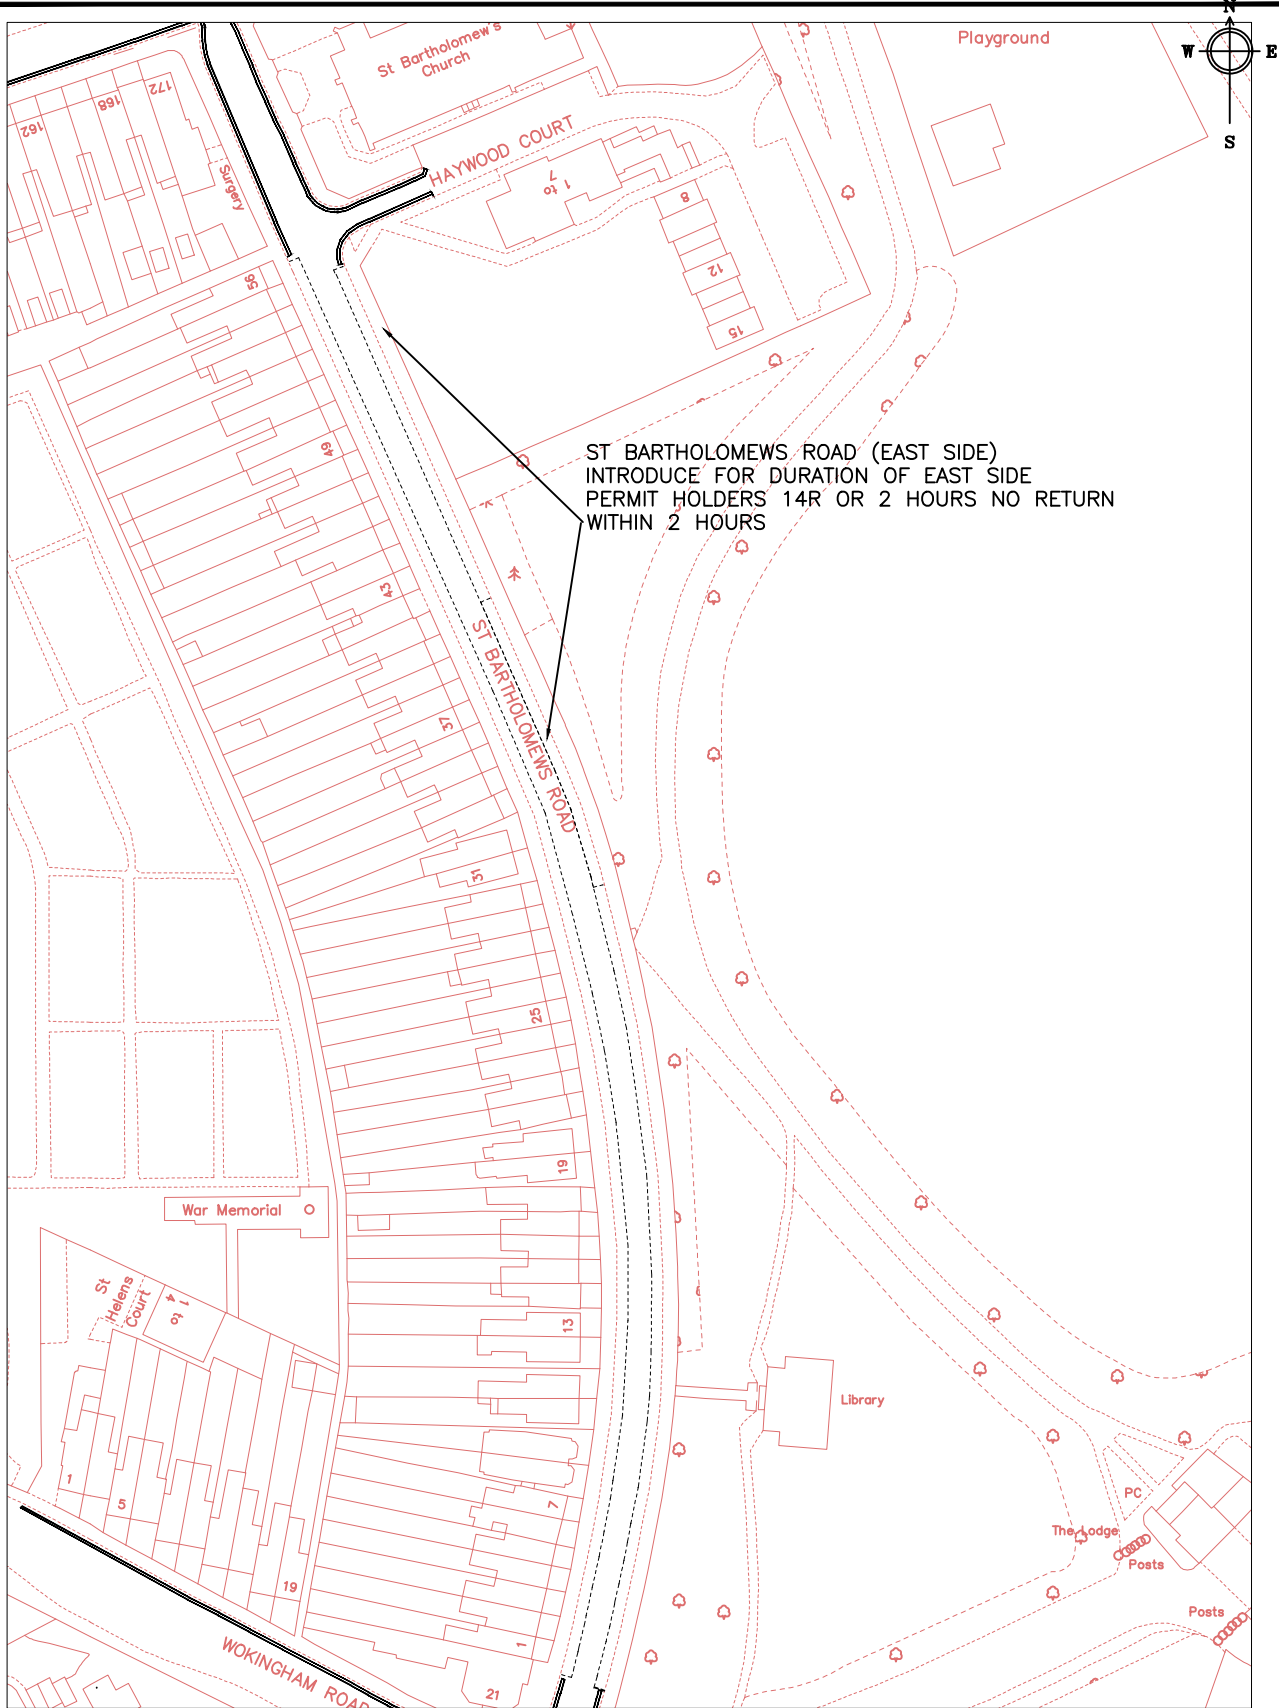 N
W E
S
Playground
St Bartholomew's
Church
162
168
172
Surgery
HAYWOOD COURT
1 to
7
8
12
15
56
49
ST BARTHOLOMEWS ROAD (EAST SIDE)
INTRODUCE FOR DURATION OF EAST SIDE
PERMIT HOLDERS 14R OR 2 HOURS NO RETURN
WITHIN 2 HOURS
43
37
ST BARTHOLOMEWS ROAD
31
25
19
War Memorial
St
Helens
Court
1 to
4
13
Library
1
5
7
PC
The Lodge
Posts
Posts
19
1
21
WOKINGHAM ROAD